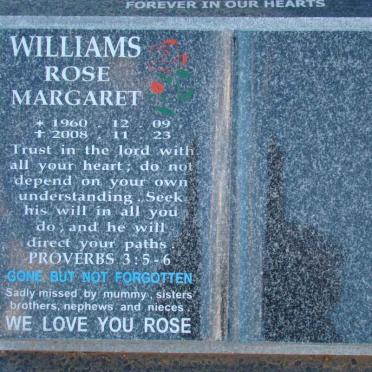 FOREVER IN OUR HEARTS
WILLIAMS
ROSE
MARGARET
* 1960 . 12 . 09
† 2008 . 11 . 23
Trust in the lord with
all your heart ; do not
depend on your own
understanding . Seek
his will in all you
do , and he will
direct your paths .
PROVERBS 3 : 5 - 6
GONE BUT NOT FORGOTTEN
Sadly missed by mummy , sisters
brothers, nephews and nieces .
WE LOVE YOU ROSE